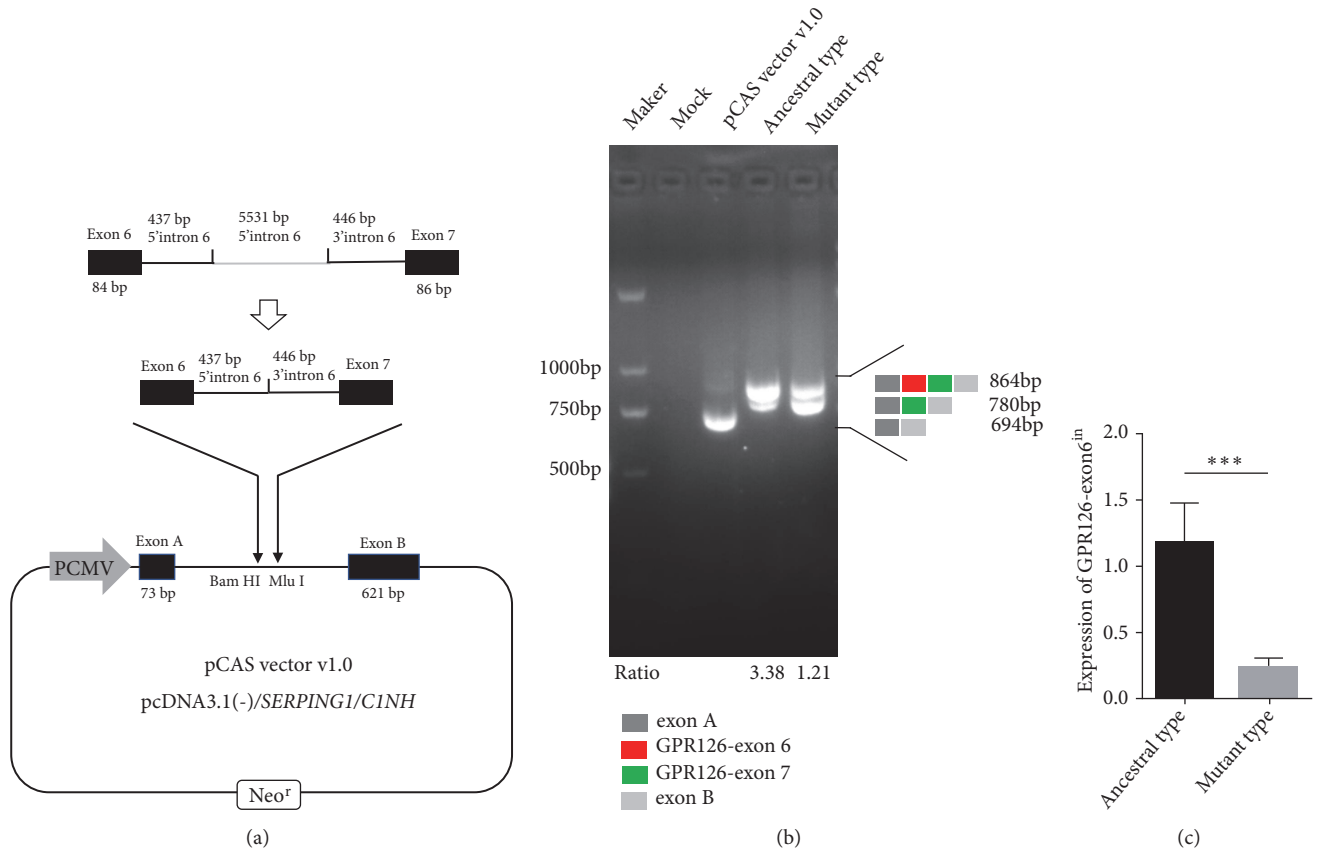 437 bp
5'intron 6
5531 bp
5'intron 6
446 bp
3'intron 6
Exon 6
Exon 7
84 bp
86 bp
Exon 6
437 bp
5'intron 6
446 bp
3'intron 6
Exon 7
PCMV
Exon A
73 bp
Bam HI
Mlu I
Exon B
621 bp
pCAS vector v1.0
pcDNA3.1(-)/SERPING1/C1NH
Neoʳ
(a)
Maker
Mock
pCAS vector v1.0
Ancestral type
Mutant type
1000bp
750bp
500bp
864bp
780bp
694bp
Ratio 3.38 1.21
exon A
GPR126-exon 6
GPR126-exon 7
exon B
(b)
Expression of GPR126-exon6ⁱⁿ
2.0
1.5
1.0
0.5
0.0
***
Ancestral type
Mutant type
(c)